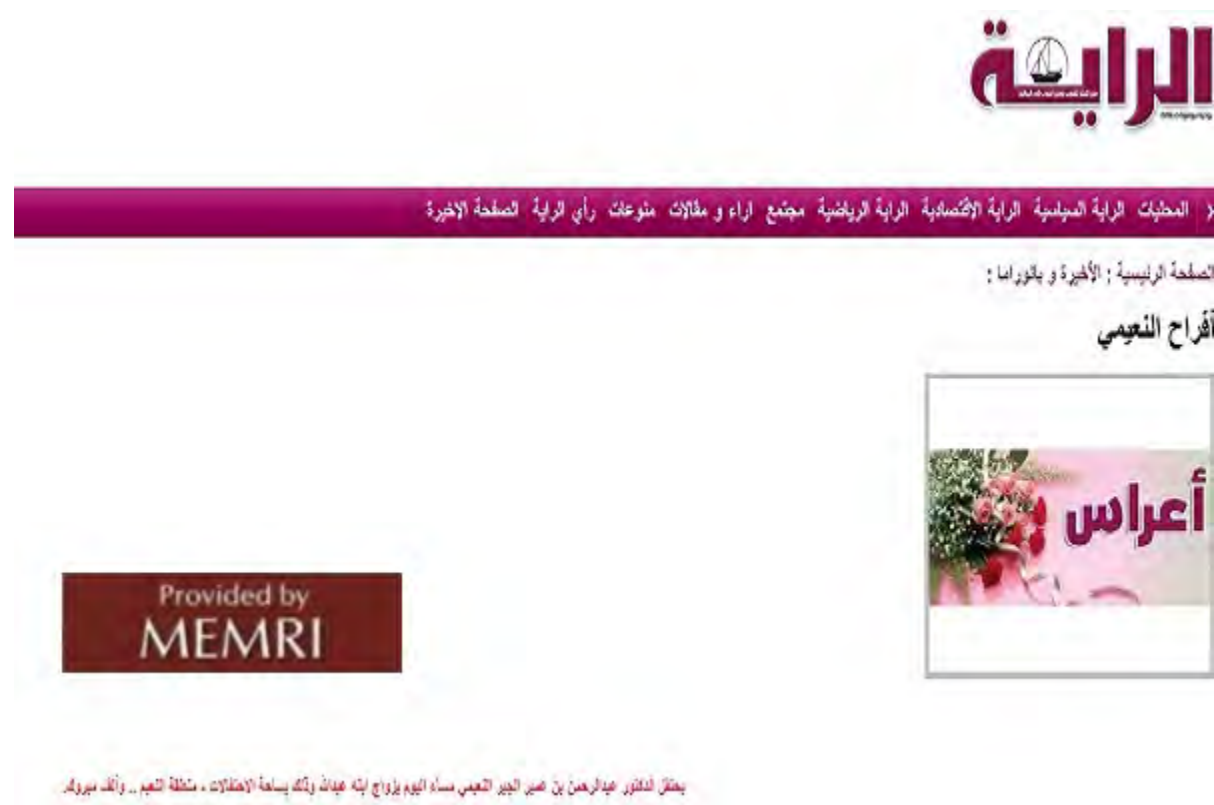 الراية
المحليات الراية السياسية الراية الاقتصادية الراية الرياضية مجتمع اراء و مقالات منوعات رأي الراية الصفحة الاخيرة
الصفحة الرئيسية : الأخيرة و بانوراما :
أفراح النعيمي
أعراس
Provided by
MEMRI
يحتفل الدكتور عبدالرحمن بن عمير الجبر النعيمي مساء اليوم بزواج ابنه عبدالله وذلك بساحة الاحتفالات ، منطقة النعيم .. وألف مبروك.